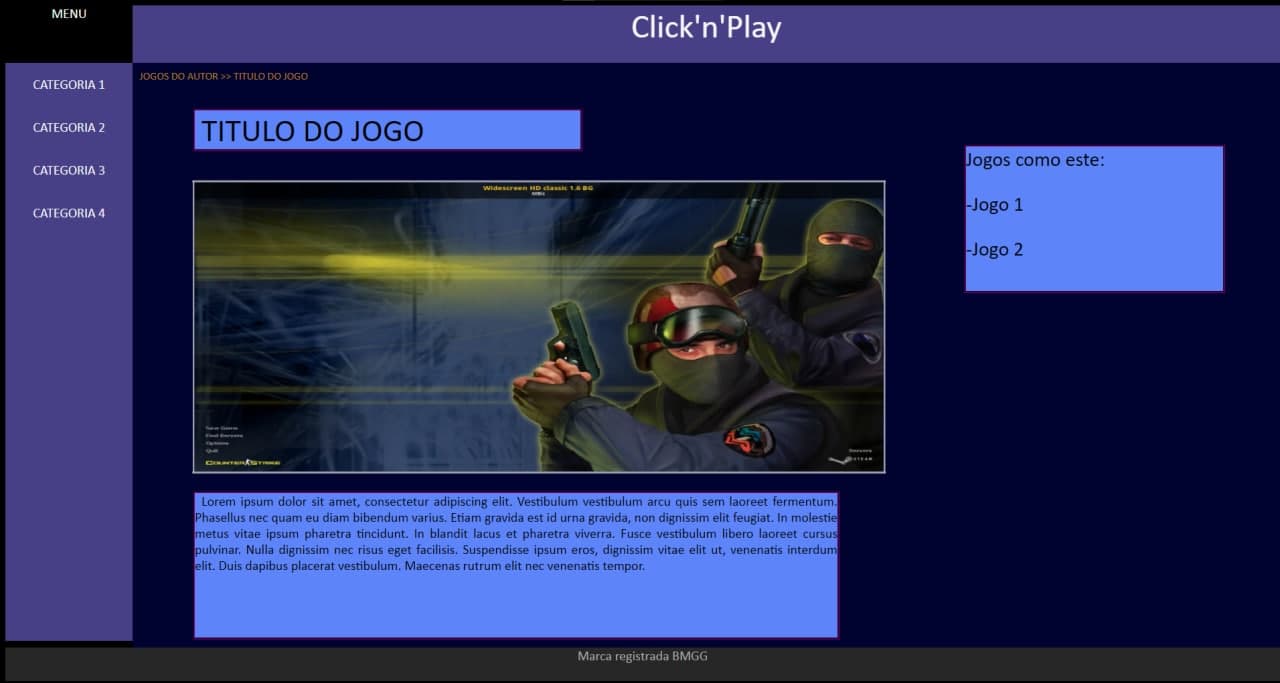 MENU
Click'n'Play
CATEGORIA 1
CATEGORIA 2
CATEGORIA 3
CATEGORIA 4
JOGOS DO AUTOR >> TITULO DO JOGO
TITULO DO JOGO
Widescreen HD classic 1.6 BG
New Game
Find Servers
Options
Quit
COUNTER STRIKE
STEAM
Jogos como este:
-Jogo 1
-Jogo 2
Lorem ipsum dolor sit amet, consectetur adipiscing elit. Vestibulum vestibulum arcu quis sem laoreet fermentum.
Phasellus nec quam eu diam bibendum varius. Etiam gravida est id urna gravida, non dignissim elit feugiat. In molestie
metus vitae ipsum pharetra tincidunt. In blandit lacus et pharetra viverra. Fusce vestibulum libero laoreet cursus
pulvinar. Nulla dignissim nec risus eget facilisis. Suspendisse ipsum eros, dignissim vitae elit ut, venenatis interdum
elit. Duis dapibus placerat vestibulum. Maecenas rutrum elit nec venenatis tempor.
Marca registrada BMGG